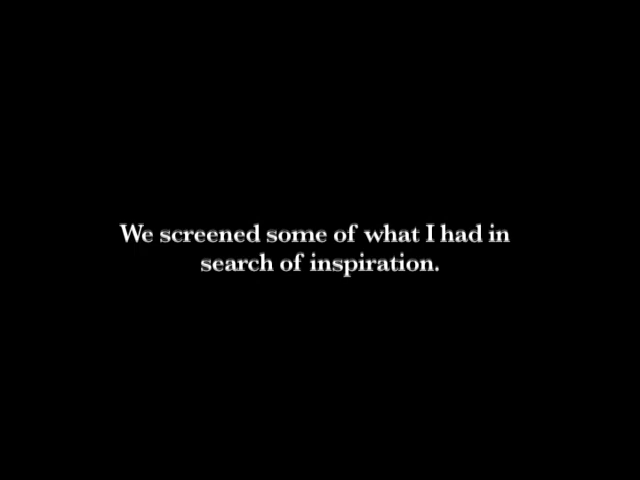 We screened some of what I had in
search of inspiration.